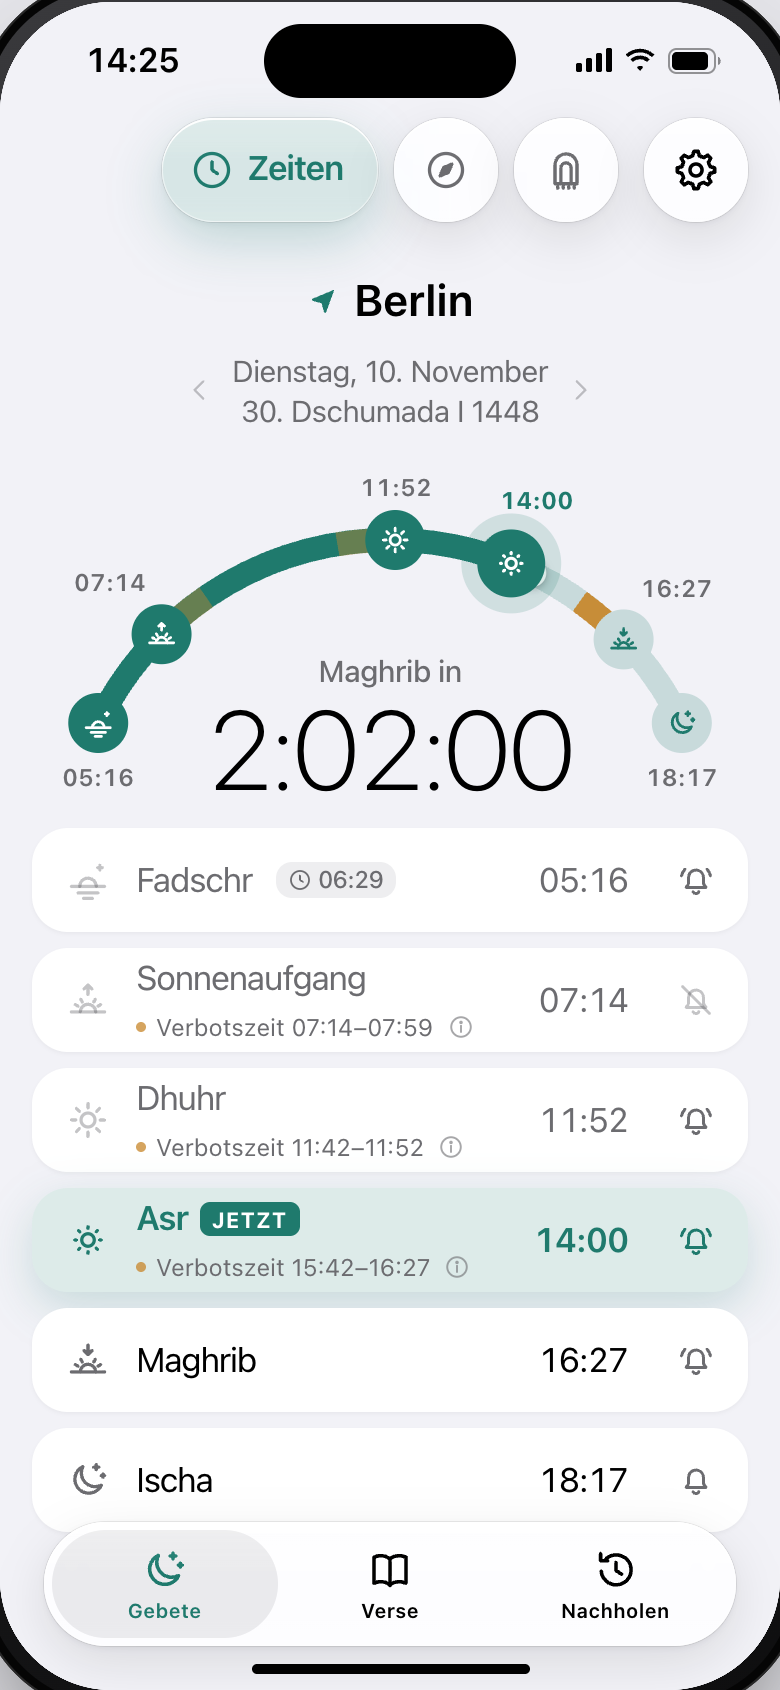 14:25
Zeiten
Berlin
Dienstag, 10. November
30. Dschumada I 1448
11:52
14:00
07:14
16:27
Maghrib in
2:02:00
05:16
18:17
Fadschr 06:29 05:16
Sonnenaufgang
07:14
Verbotszeit 07:14–07:59
Dhuhr
11:52
Verbotszeit 11:42–11:52
Asr JETZT
14:00
Verbotszeit 15:42–16:27
Maghrib 16:27
Ischa 18:17
Gebete Verse Nachholen